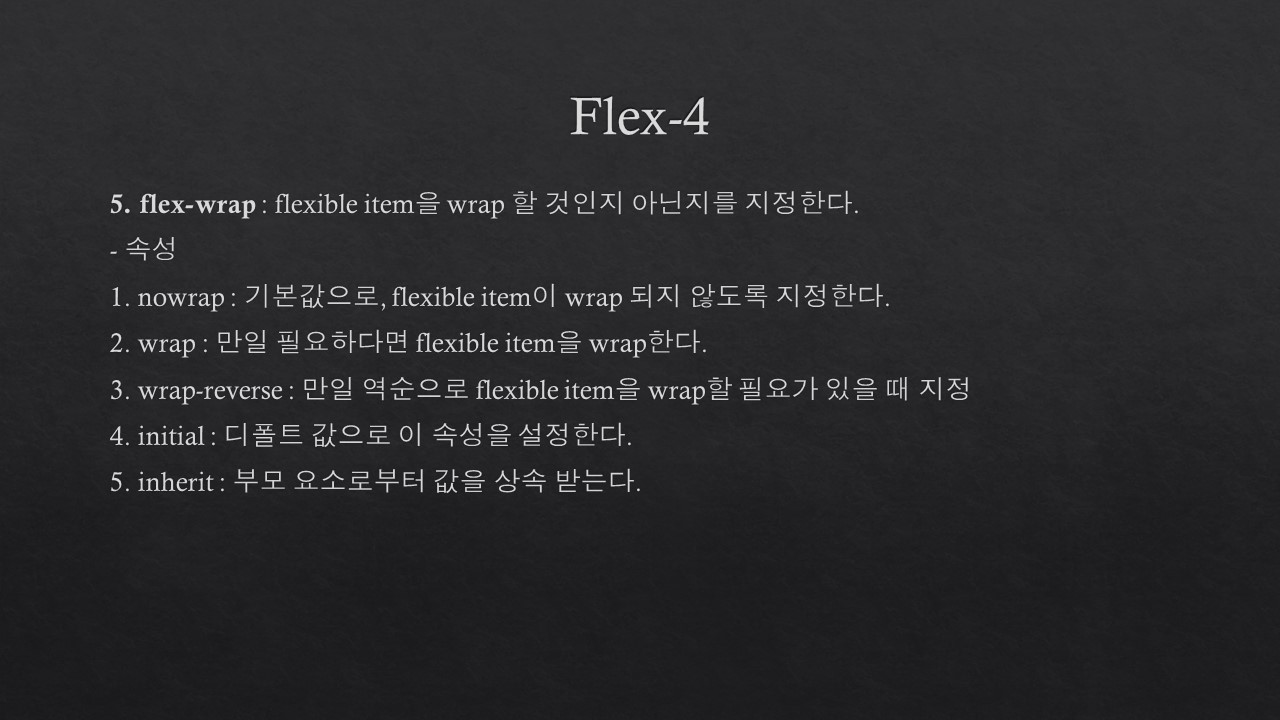 Flex-4
5. flex-wrap : flexible item을 wrap 할 것인지 아닌지를 지정한다.
- 속성
1. nowrap : 기본값으로, flexible item이 wrap 되지 않도록 지정한다.
2. wrap : 만일 필요하다면 flexible item을 wrap한다.
3. wrap-reverse : 만일 역순으로 flexible item을 wrap할 필요가 있을 때 지정
4. initial : 디폴트 값으로 이 속성을 설정한다.
5. inherit : 부모 요소로부터 값을 상속 받는다.